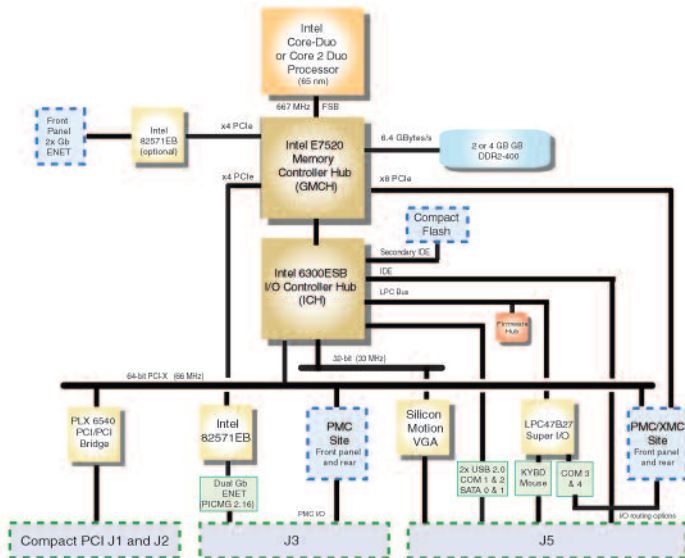 Intel
Core-Duo
or Core 2 Duo
Processor
(65 nm)
667 MHz
FSB
Front
Panel
2x Gb
ENET
Intel
82571EB
(optional)
x4 PCIe
Intel E7520
Memory
Controller Hub
(GMCH)
6.4 GBytes/s
2 or 4 GB GB
DDR2-400
x4 PCIe
x8 PCIe
Compact
Flash
Secondary IDE
Intel 6300ESB
I/O Controller Hub
(ICH)
IDE
LPC Bus
Firmware
Hub
32-bit (33 MHz)
64-bit PCI-X (66 MHz)
PLX 6540
PCI/PCI
Bridge
Intel
82571EB
PMC
Site
Front panel
and rear
Silicon
Motion
VGA
LPC47B27
Super I/O
PMC/XMC
Site
Front panel
and rear
Dual Gb
ENET
(PICMG 2.16)
2x USB 2.0
COM 1 & 2
SATA 0 & 1
KYBD
Mouse
COM 3
& 4
PMC I/O
I/O routing options
Compact PCI J1 and J2
J3
J5